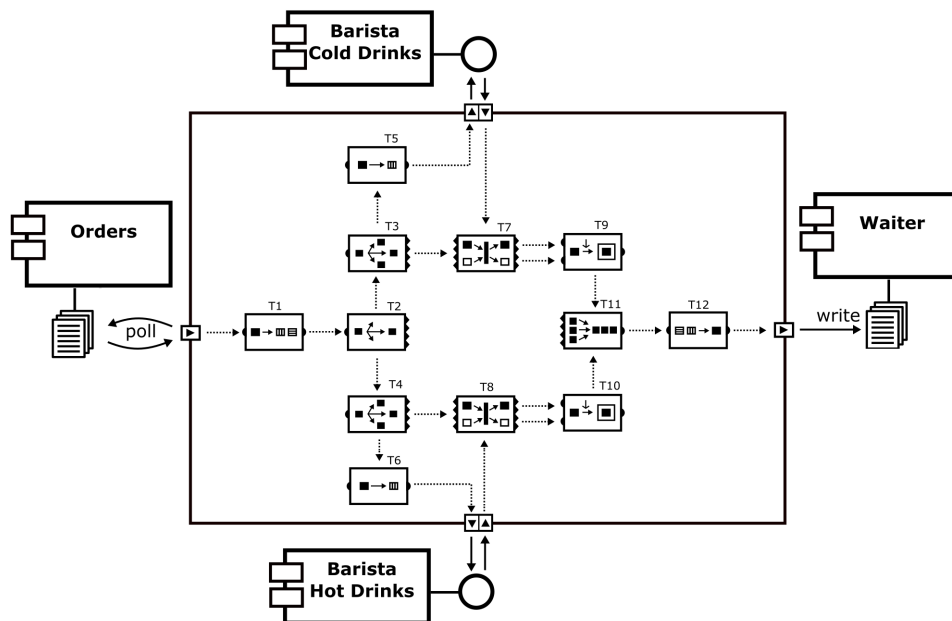 Barista
Cold Drinks
T5
Orders
T3
T7
T9
Waiter
T1
T2
T11
T12
poll
write
T4
T8
T10
T6
Barista
Hot Drinks